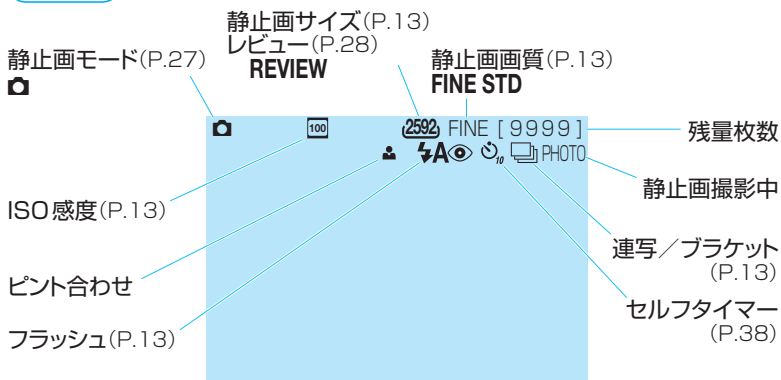 静止画サイズ(P.13)
レビュー(P.28)
REVIEW
静止画モード(P.27)
静止画画質(P.13)
FINE STD
100
2592 FINE [9999]
残量枚数
A 10 PHOTO
静止画撮影中
ISO感度(P.13)
連写／ブラケット
(P.13)
ピント合わせ
セルフタイマー
(P.38)
フラッシュ(P.13)